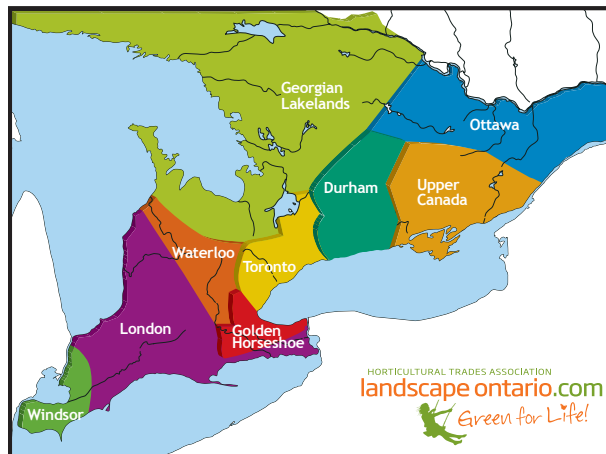 Georgian
Lakelands
Ottawa
Durham
Upper
Canada
Waterloo
Toronto
London
Golden
Horseshoe
Windsor
HORTICULTURAL TRADES ASSOCIATION
landscape ontario.com
Green for Life!